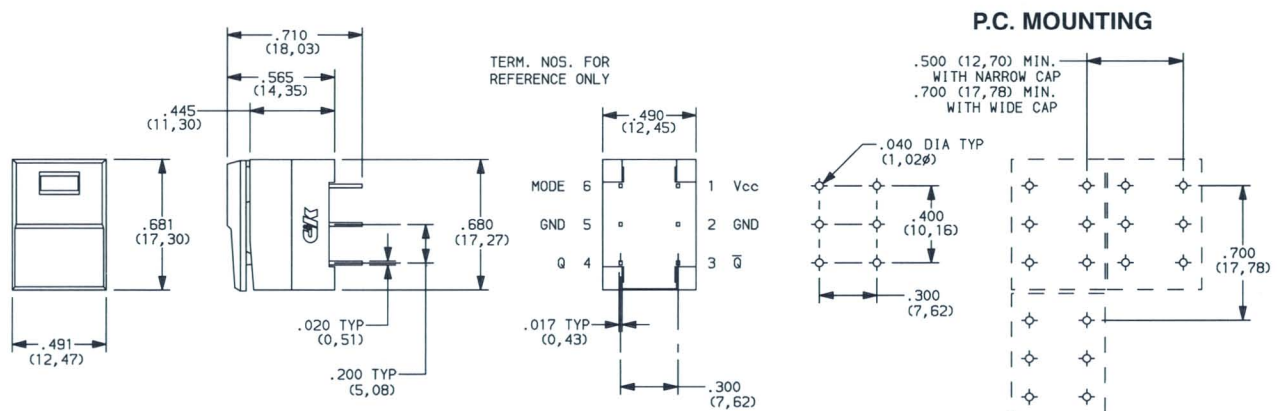 P.C. MOUNTING
.710
(18,03)
.565
(14,35)
.445
(11,30)
TERM. NOS. FOR
REFERENCE ONLY
.500 (12,70) MIN.
WITH NARROW CAP
.700 (17,78) MIN.
WITH WIDE CAP
.490
(12,45)
.040 DIA TYP
(1,02ø)
MODE 6
1 Vcc
GND 5
2 GND
Q 4
3 Q̅
.681
(17,30)
.680
(17,27)
.400
(10,16)
.700
(17,78)
.491
(12,47)
.020 TYP
(0,51)
.200 TYP
(5,08)
.017 TYP
(0,43)
.300
(7,62)
.300
(7,62)